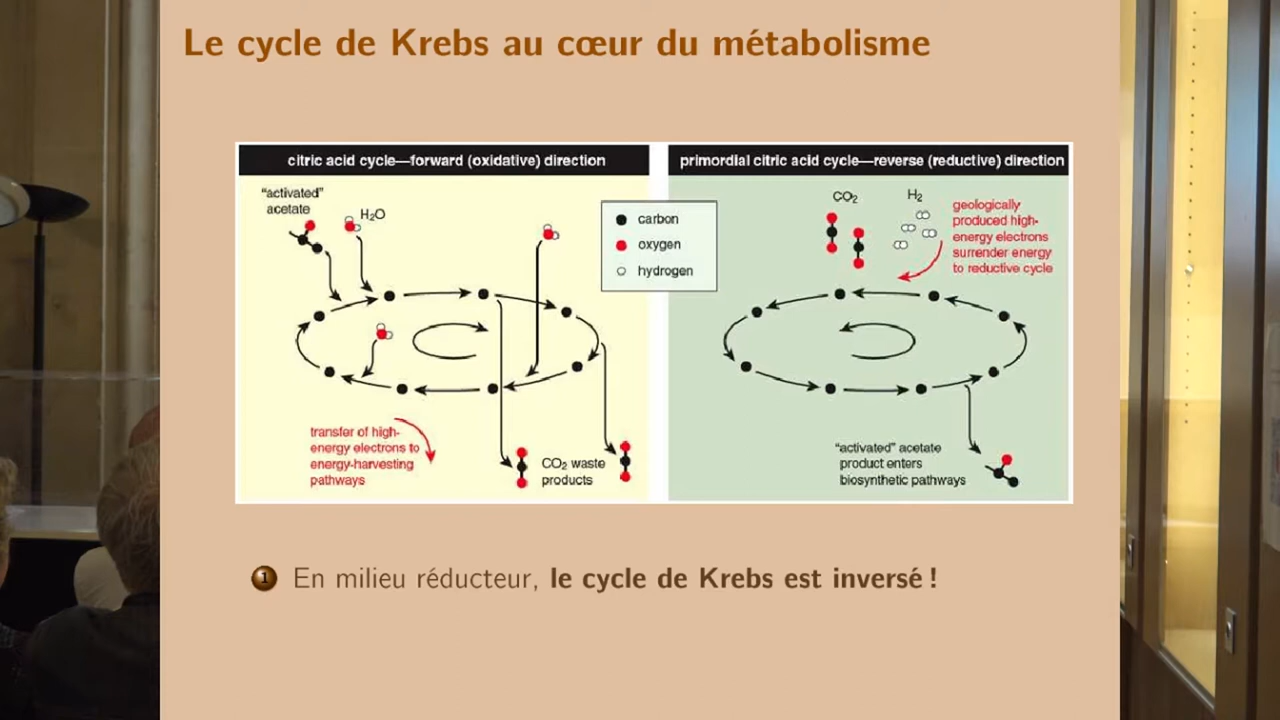 Le cycle de Krebs au cœur du métabolisme
citric acid cycle—forward (oxidative) direction
"activated"
acetate
H₂O
transfer of high-
energy electrons to
energy-harvesting
pathways
CO₂ waste
products
carbon
oxygen
hydrogen
primordial citric acid cycle—reverse (reductive) direction
CO₂
H₂
geologically
produced high-
energy electrons
surrender energy
to reductive cycle
"activated" acetate
product enters
biosynthetic pathways
1 En milieu réducteur, le cycle de Krebs est inversé !